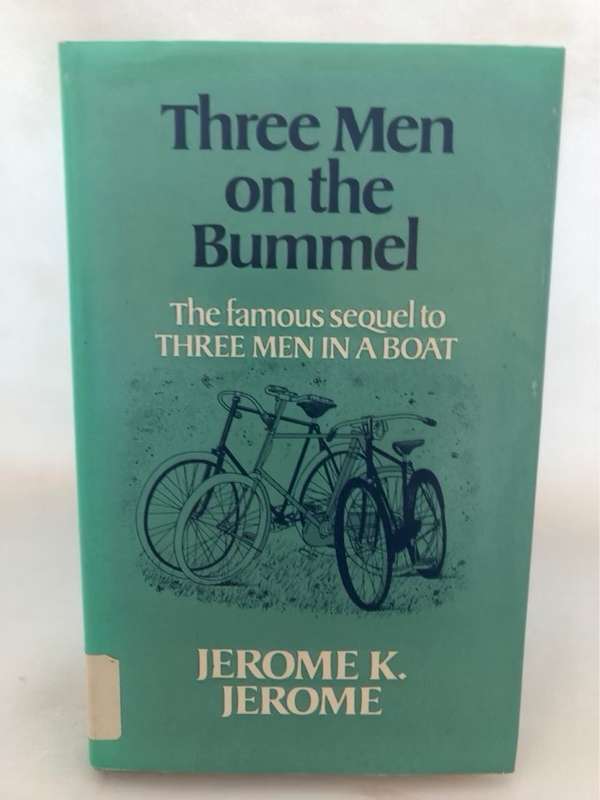 Three Men
on the
Bummel
The famous sequel to
THREE MEN IN A BOAT
JEROME K.
JEROME